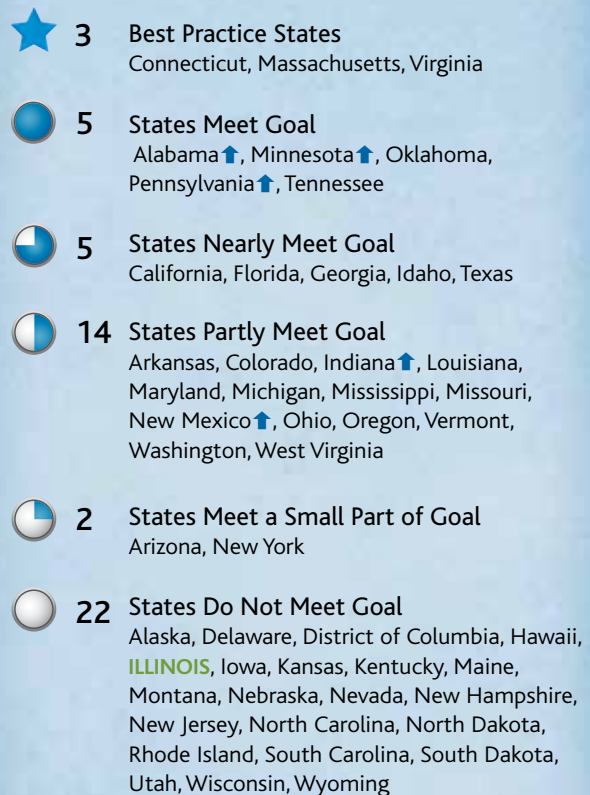 3 Best Practice States
Connecticut, Massachusetts, Virginia
5 States Meet Goal
Alabama⬆, Minnesota⬆, Oklahoma,
Pennsylvania⬆, Tennessee
5 States Nearly Meet Goal
California, Florida, Georgia, Idaho, Texas
14 States Partly Meet Goal
Arkansas, Colorado, Indiana⬆, Louisiana,
Maryland, Michigan, Mississippi, Missouri,
New Mexico⬆, Ohio, Oregon, Vermont,
Washington, West Virginia
2 States Meet a Small Part of Goal
Arizona, New York
22 States Do Not Meet Goal
Alaska, Delaware, District of Columbia, Hawaii,
ILLINOIS, Iowa, Kansas, Kentucky, Maine,
Montana, Nebraska, Nevada, New Hampshire,
New Jersey, North Carolina, North Dakota,
Rhode Island, South Carolina, South Dakota,
Utah, Wisconsin, Wyoming